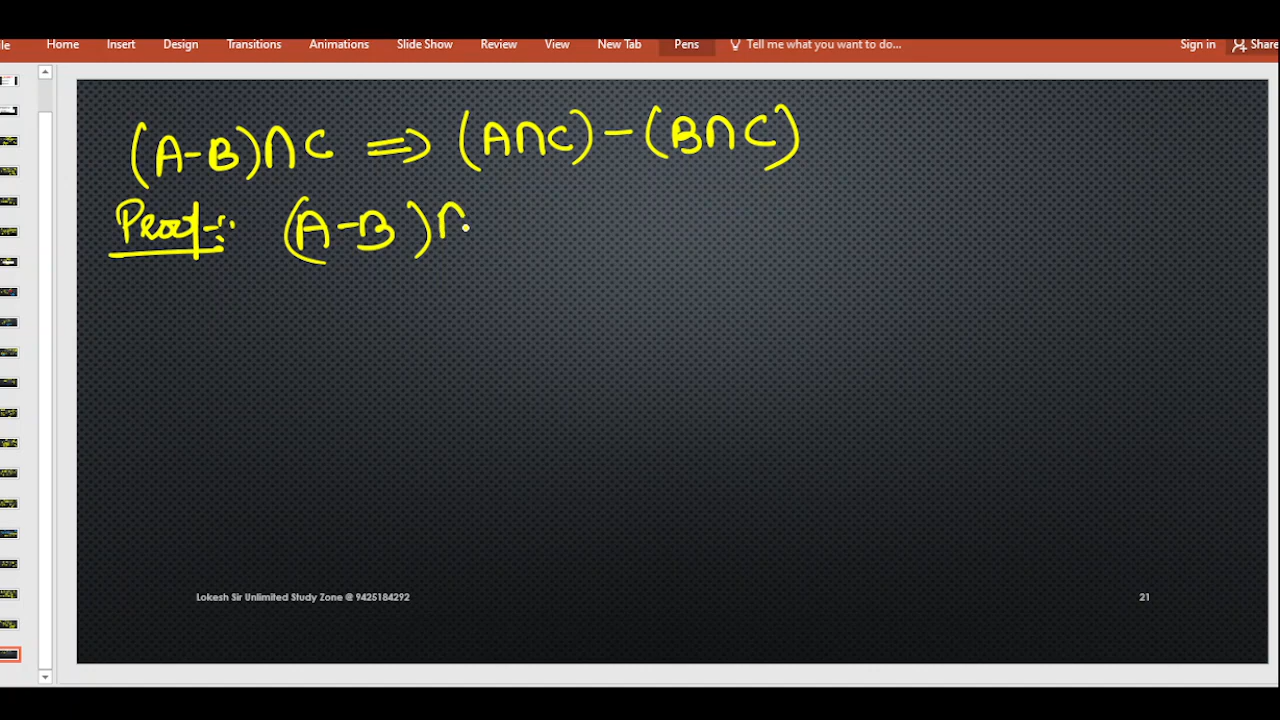 le Home Insert Design Transitions Animations Slide Show Review View New Tab Pens Tell me what you want to do... Sign in Share
(A-B)∩C ⇒ (A∩C) - (B∩C)
Proof-: (A-B)∩
Lokesh Sir Unlimited Study Zone @ 9425184292 21